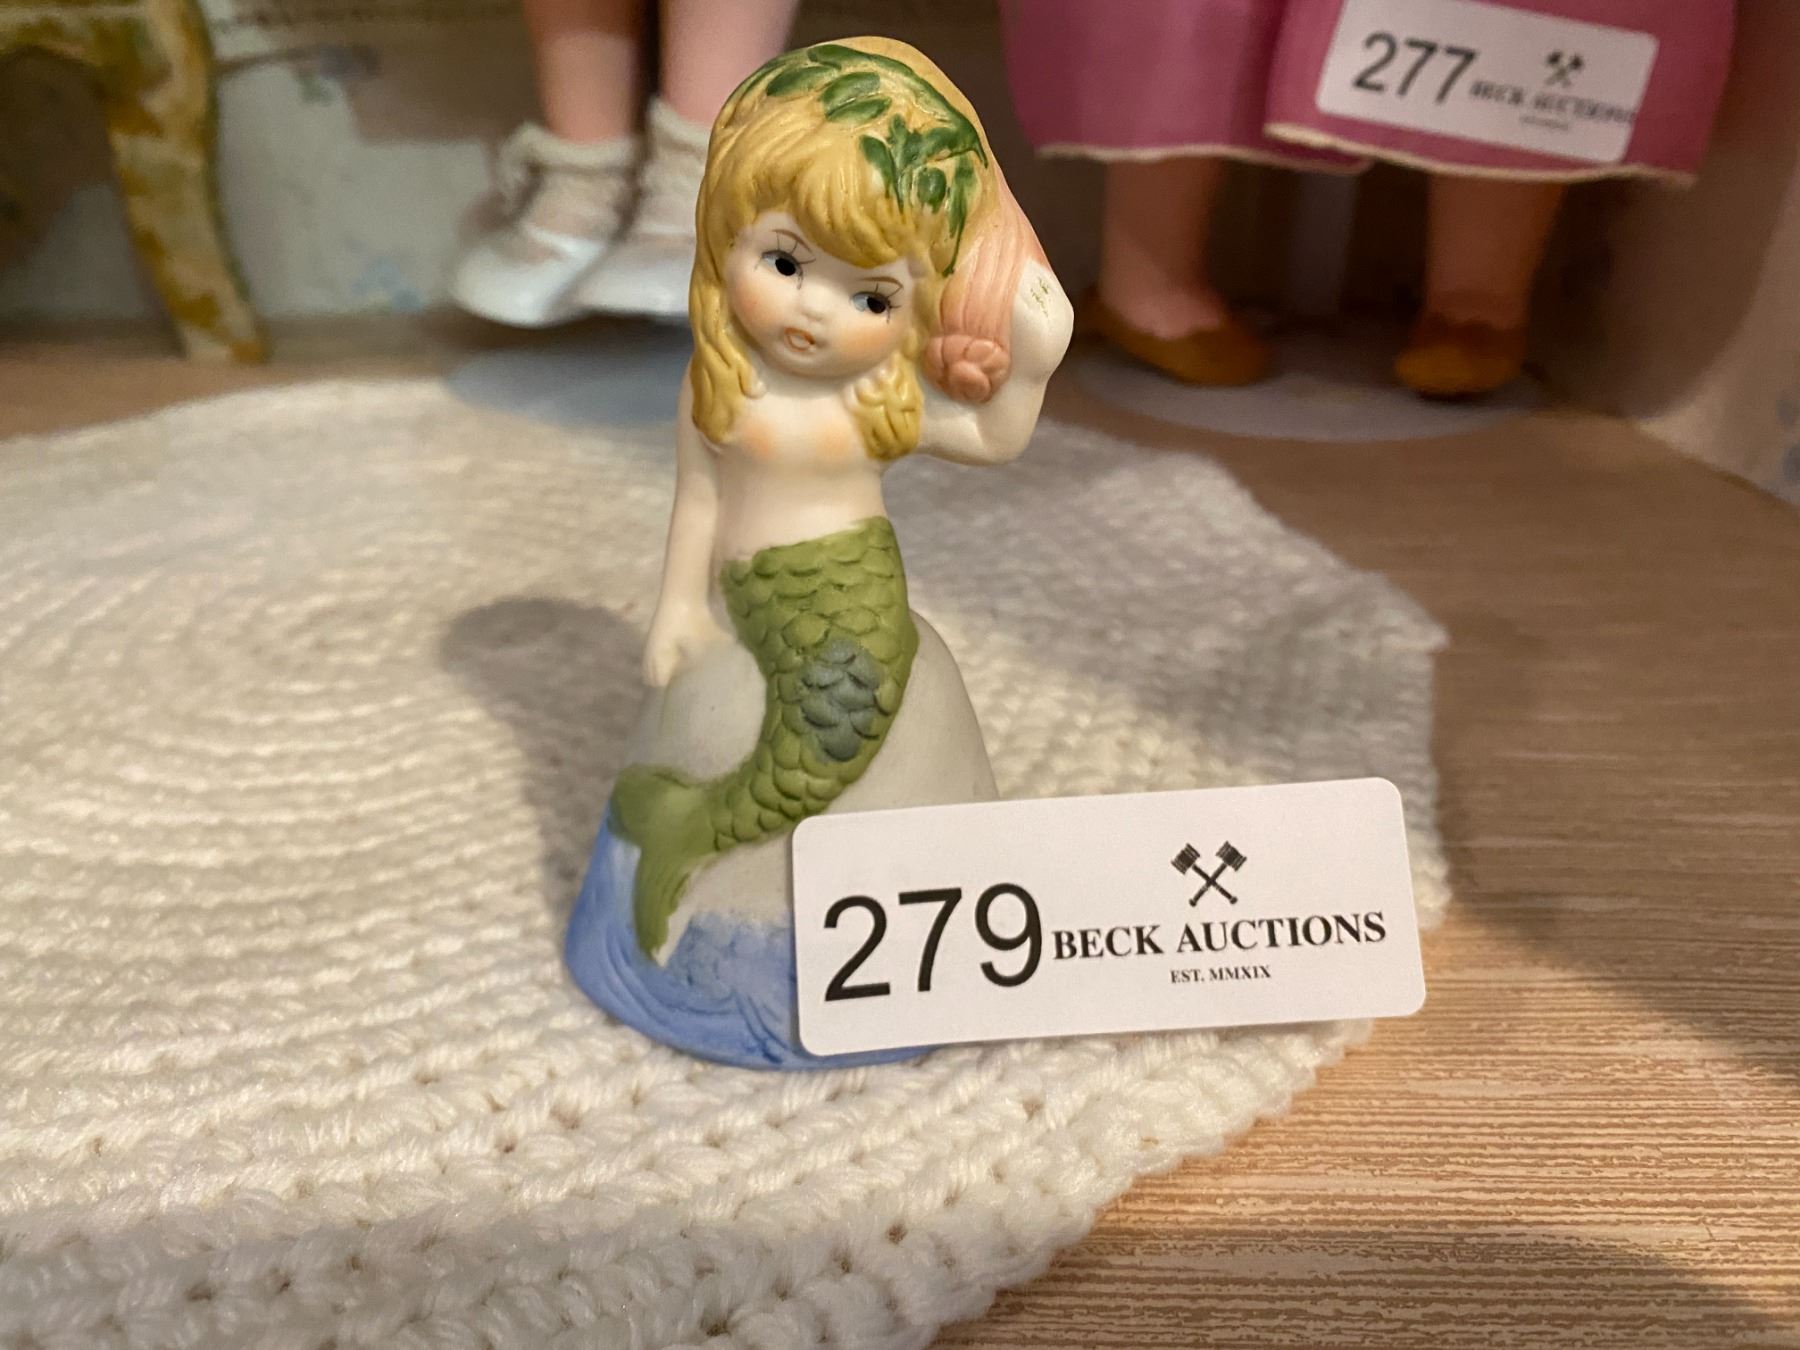 277 BECK AUCTIONS
279 BECK AUCTIONS
EST. MMXIX